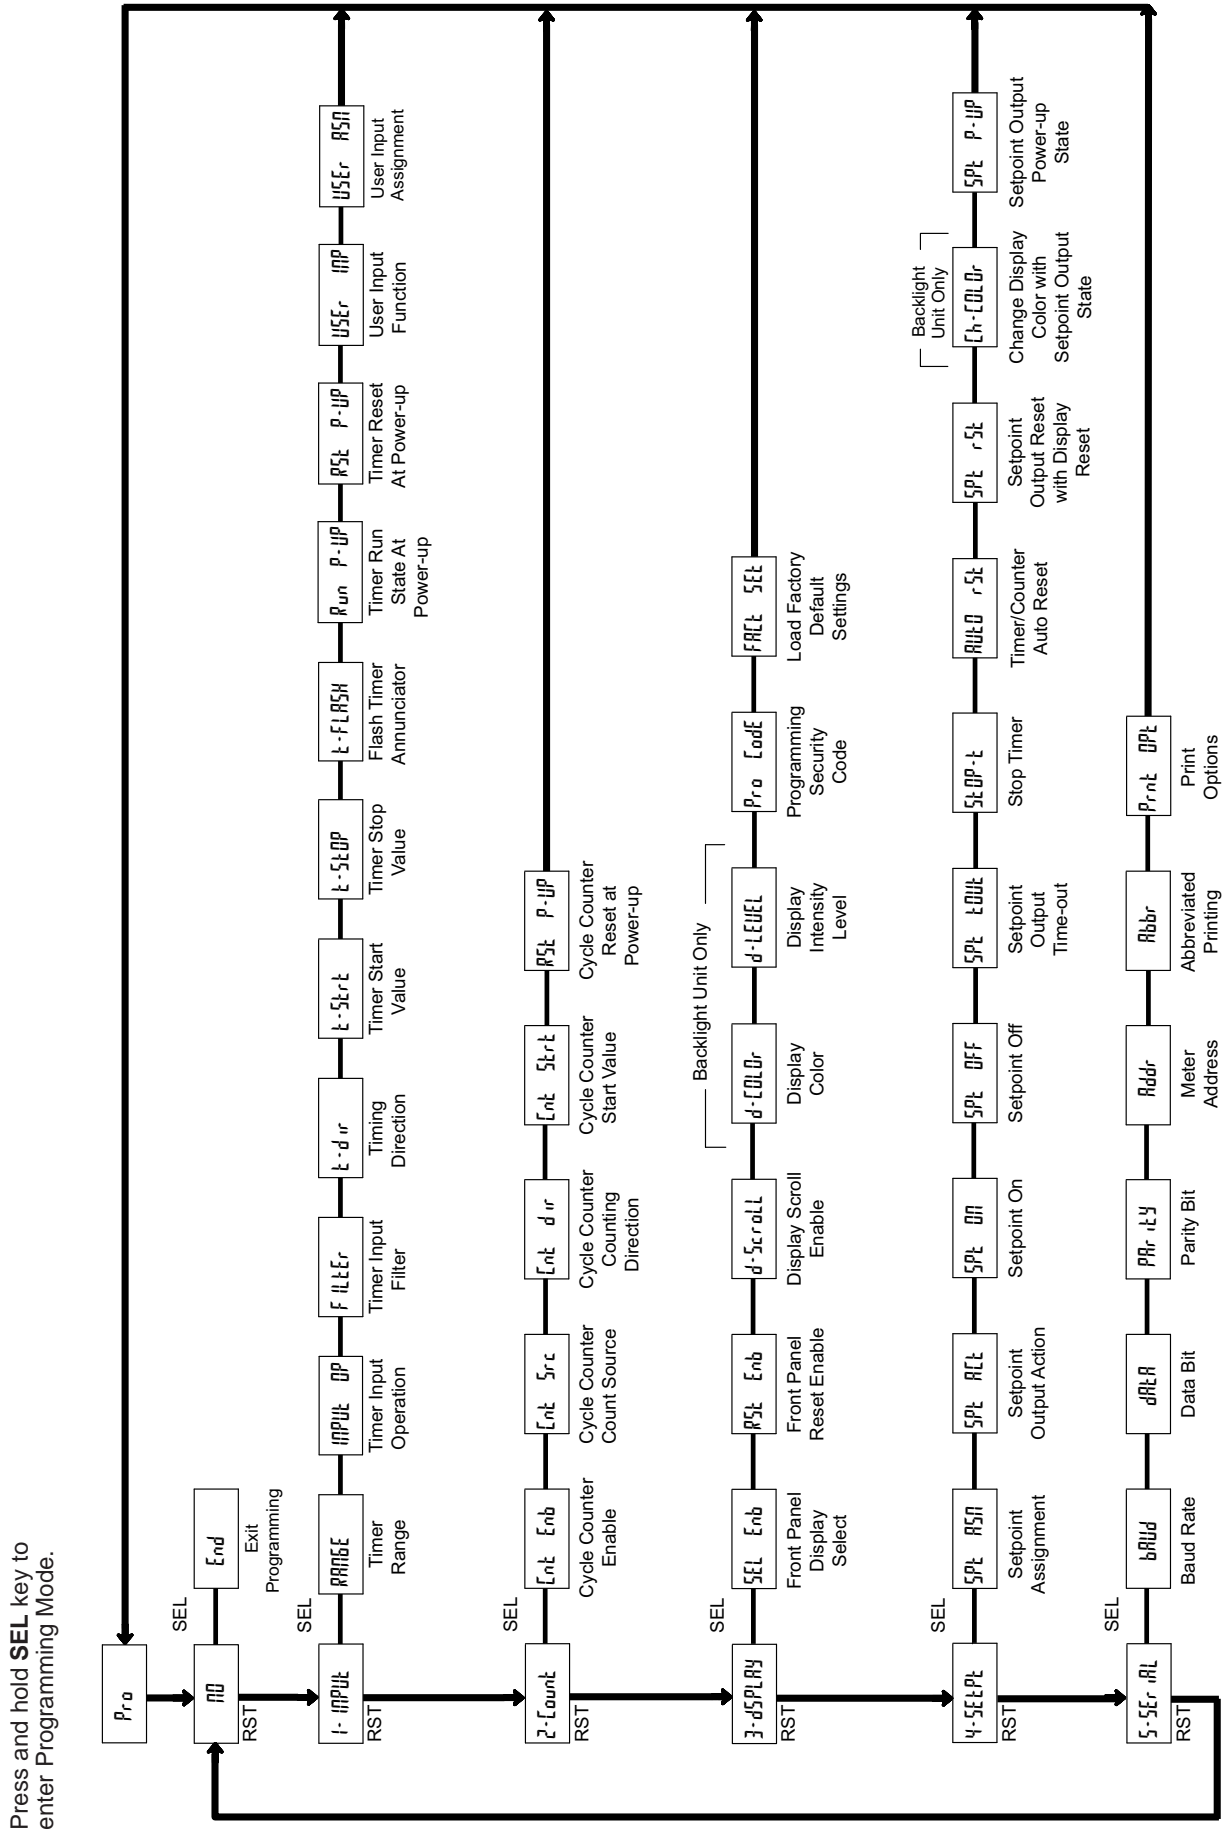 Press and hold SEL key to
enter Programming Mode.
Pro
NO
SEL
RST
End
Exit
Programming
1-INPUt
SEL
RST
RANGE
Timer
Range
INPUt OP
Timer Input
Operation
FILtEr
Timer Input
Filter
t-dir
Timing
Direction
t-Strt
Timer Start
Value
t-StOP
Timer Stop
Value
t-FLASH
Flash Timer
Annunciator
Run P-UP
Timer Run
State At
Power-up
RSt P-UP
Timer Reset
At Power-up
USEr INP
User Input
Function
USEr ASN
User Input
Assignment
2-Count
SEL
RST
Cnt Enb
Cycle Counter
Enable
Cnt Src
Cycle Counter
Count Source
Cnt dir
Cycle Counter
Counting
Direction
Cnt Strt
Cycle Counter
Start Value
RSt P-UP
Cycle Counter
Reset at
Power-up
3-dSPLAY
SEL
RST
SEL Enb
Front Panel
Display
Select
RSt Enb
Front Panel
Reset Enable
d-ScroLL
Display Scroll
Enable
Backlight Unit Only
d-COLOr
Display
Color
d-LEVEL
Display
Intensity
Level
Pro CodE
Programming
Security
Code
FACt SEt
Load Factory
Default
Settings
4-SEtPt
SEL
RST
SPt ASN
Setpoint
Assignment
SPt ACt
Setpoint
Output Action
SPt ON
Setpoint On
SPt OFF
Setpoint Off
SPt tOUt
Setpoint
Output
Time-out
StOP-t
Stop Timer
AUtO rSt
Timer/Counter
Auto Reset
SPt rSt
Setpoint
Output Reset
with Display
Reset
Backlight
Unit Only
Ch-COLOr
Change Display
Color with
Setpoint Output
State
SPt P-UP
Setpoint Output
Power-up
State
5-SErIAL
SEL
RST
bAUd
Baud Rate
dAtA
Data Bit
PAritY
Parity Bit
Addr
Meter
Address
Abbr
Abbreviated
Printing
Prnt OPt
Print
Options